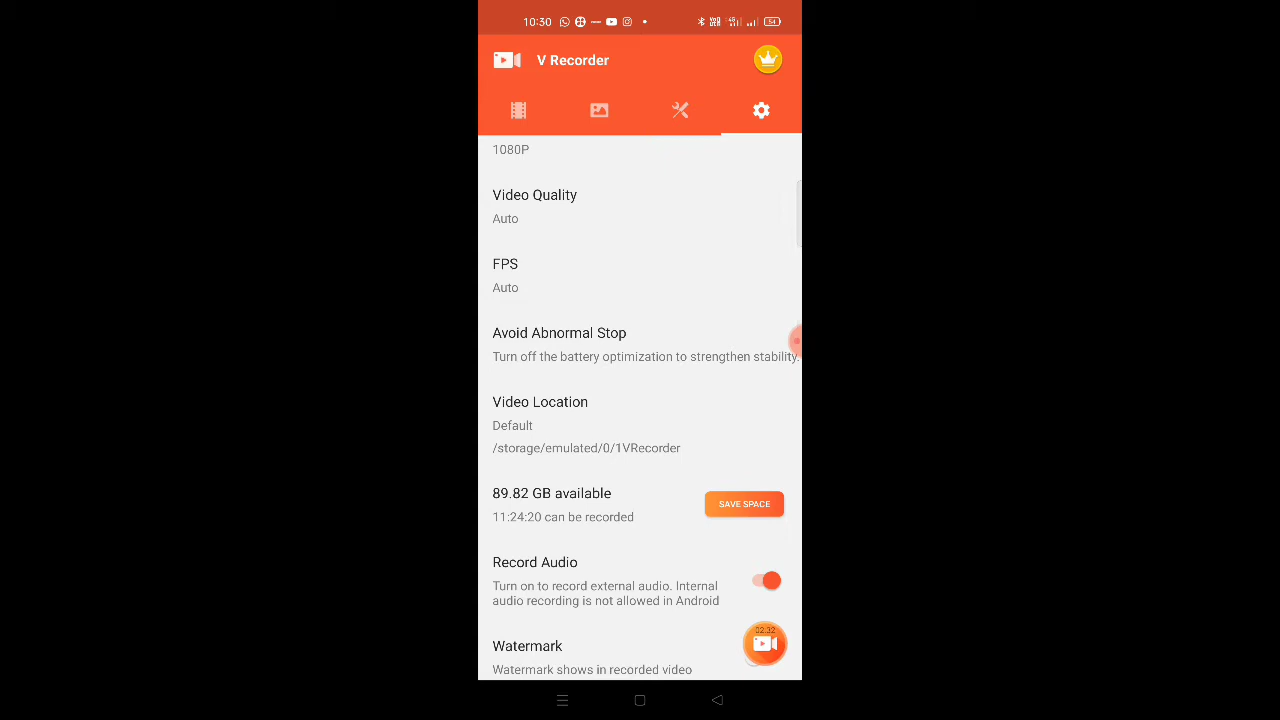 10:30
54
V Recorder
1080P
Video Quality
Auto
FPS
Auto
Avoid Abnormal Stop
Turn off the battery optimization to strengthen stability.
Video Location
Default
/storage/emulated/0/1VRecorder
89.82 GB available
SAVE SPACE
11:24:20 can be recorded
Record Audio
Turn on to record external audio. Internal
audio recording is not allowed in Android
02:32
Watermark
Watermark shows in recorded video